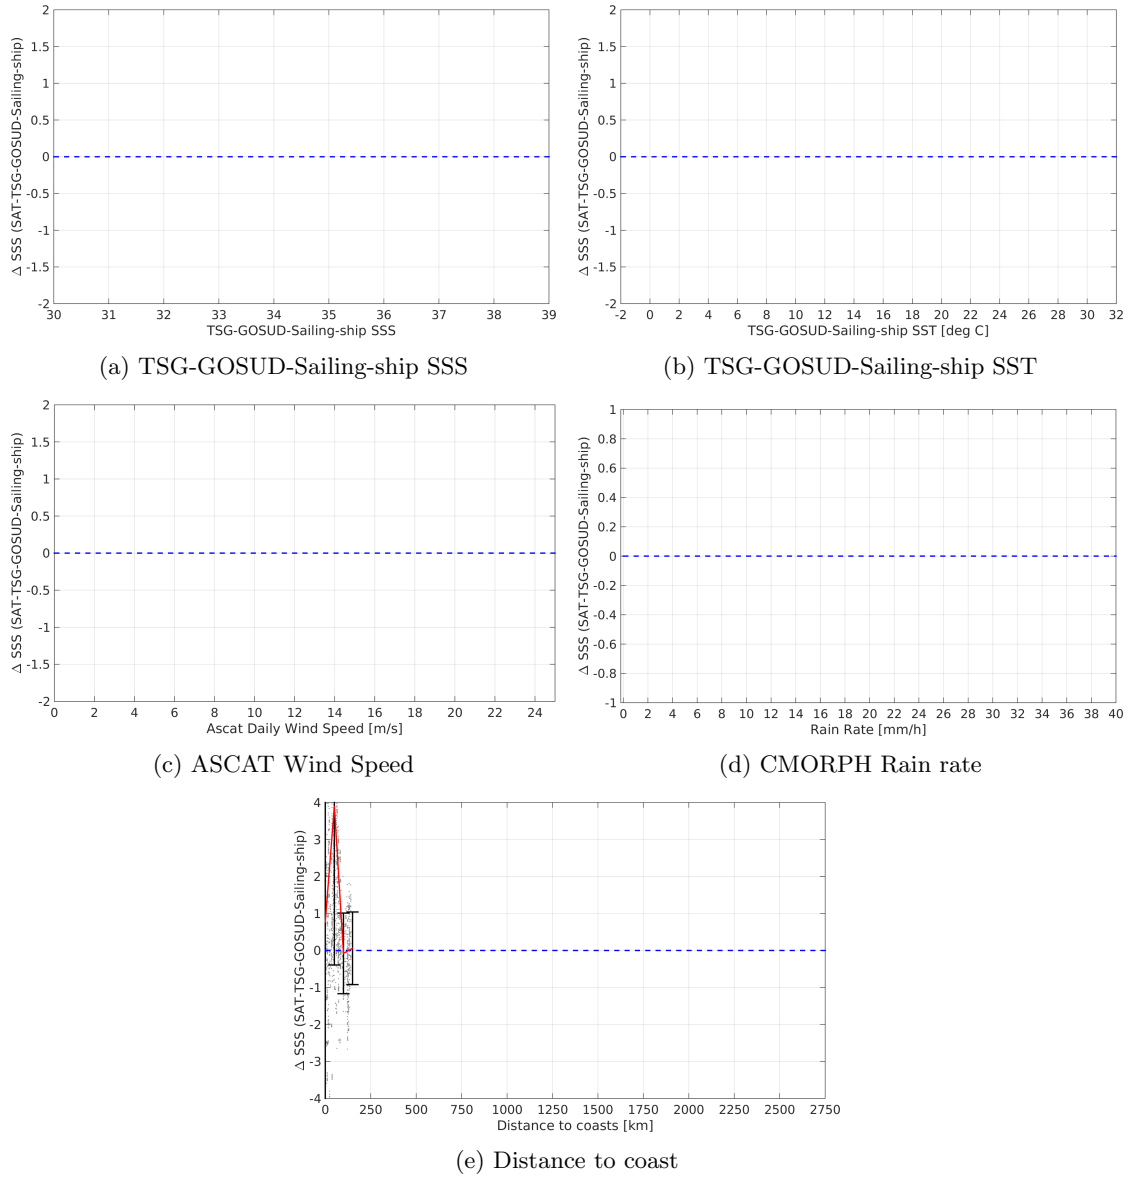 2
1.5
1
0.5
0
-0.5
-1
-1.5
-2
Δ SSS (SAT-TSG-GOSUD-Sailing-ship)
30 31 32 33 34 35 36 37 38 39
TSG-GOSUD-Sailing-ship SSS
(a) TSG-GOSUD-Sailing-ship SSS
2
1.5
1
0.5
0
-0.5
-1
-1.5
-2
Δ SSS (SAT-TSG-GOSUD-Sailing-ship)
-2 0 2 4 6 8 10 12 14 16 18 20 22 24 26 28 30 32
TSG-GOSUD-Sailing-ship SST [deg C]
(b) TSG-GOSUD-Sailing-ship SST
2
1.5
1
0.5
0
-0.5
-1
-1.5
-2
Δ SSS (SAT-TSG-GOSUD-Sailing-ship)
0 2 4 6 8 10 12 14 16 18 20 22 24
Ascat Daily Wind Speed [m/s]
(c) ASCAT Wind Speed
1
0.8
0.6
0.4
0.2
0
-0.2
-0.4
-0.6
-0.8
-1
Δ SSS (SAT-TSG-GOSUD-Sailing-ship)
0 2 4 6 8 10 12 14 16 18 20 22 24 26 28 30 32 34 36 38 40
Rain Rate [mm/h]
(d) CMORPH Rain rate
4
3
2
1
0
-1
-2
-3
-4
Δ SSS (SAT-TSG-GOSUD-Sailing-ship)
0 250 500 750 1000 1250 1500 1750 2000 2250 2500 2750
Distance to coasts [km]
(e) Distance to coast